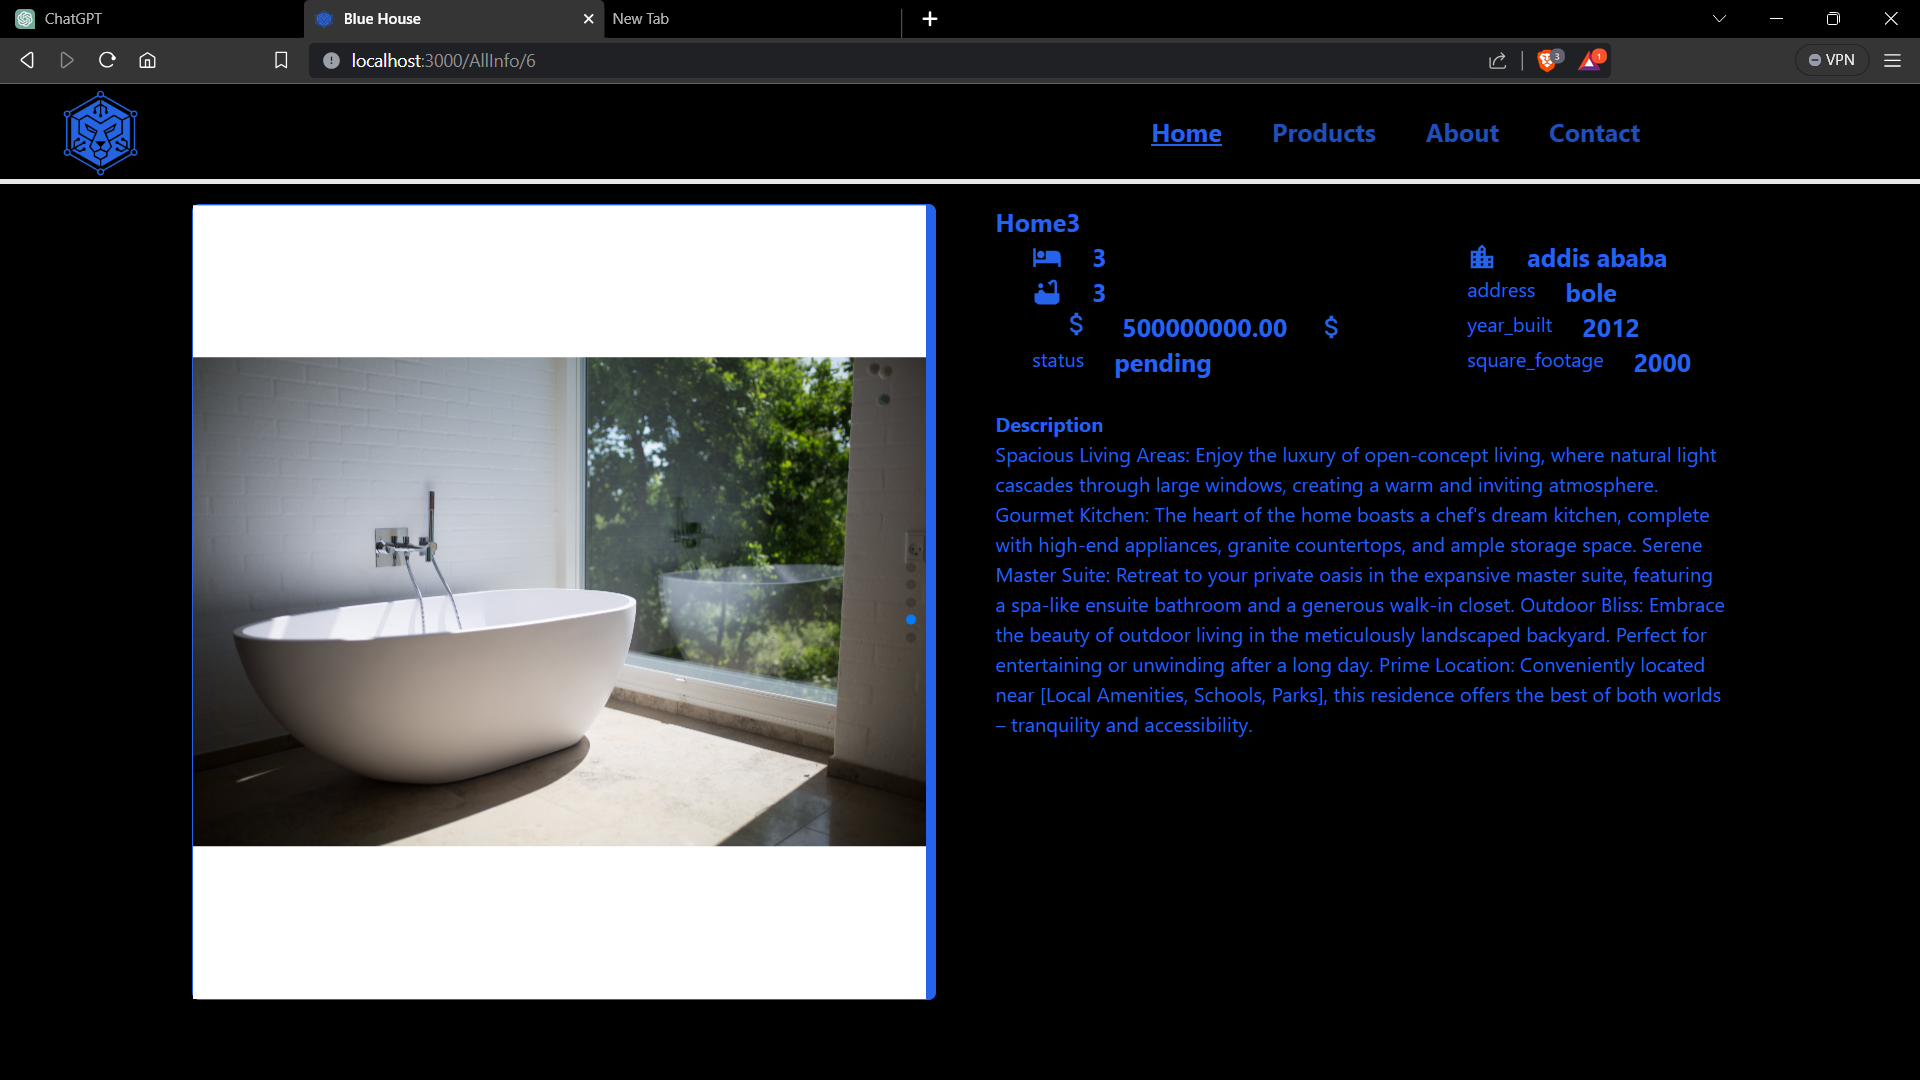 ChatGPT
Blue House
New Tab
localhost:3000/AllInfo/6
3
1
VPN
Home
Products
About
Contact
Home3
3
addis ababa
3
address bole
$ 500000000.00 $
year_built 2012
status pending
square_footage 2000
Description
Spacious Living Areas: Enjoy the luxury of open-concept living, where natural light
cascades through large windows, creating a warm and inviting atmosphere.
Gourmet Kitchen: The heart of the home boasts a chef's dream kitchen, complete
with high-end appliances, granite countertops, and ample storage space. Serene
Master Suite: Retreat to your private oasis in the expansive master suite, featuring
a spa-like ensuite bathroom and a generous walk-in closet. Outdoor Bliss: Embrace
the beauty of outdoor living in the meticulously landscaped backyard. Perfect for
entertaining or unwinding after a long day. Prime Location: Conveniently located
near [Local Amenities, Schools, Parks], this residence offers the best of both worlds
– tranquility and accessibility.